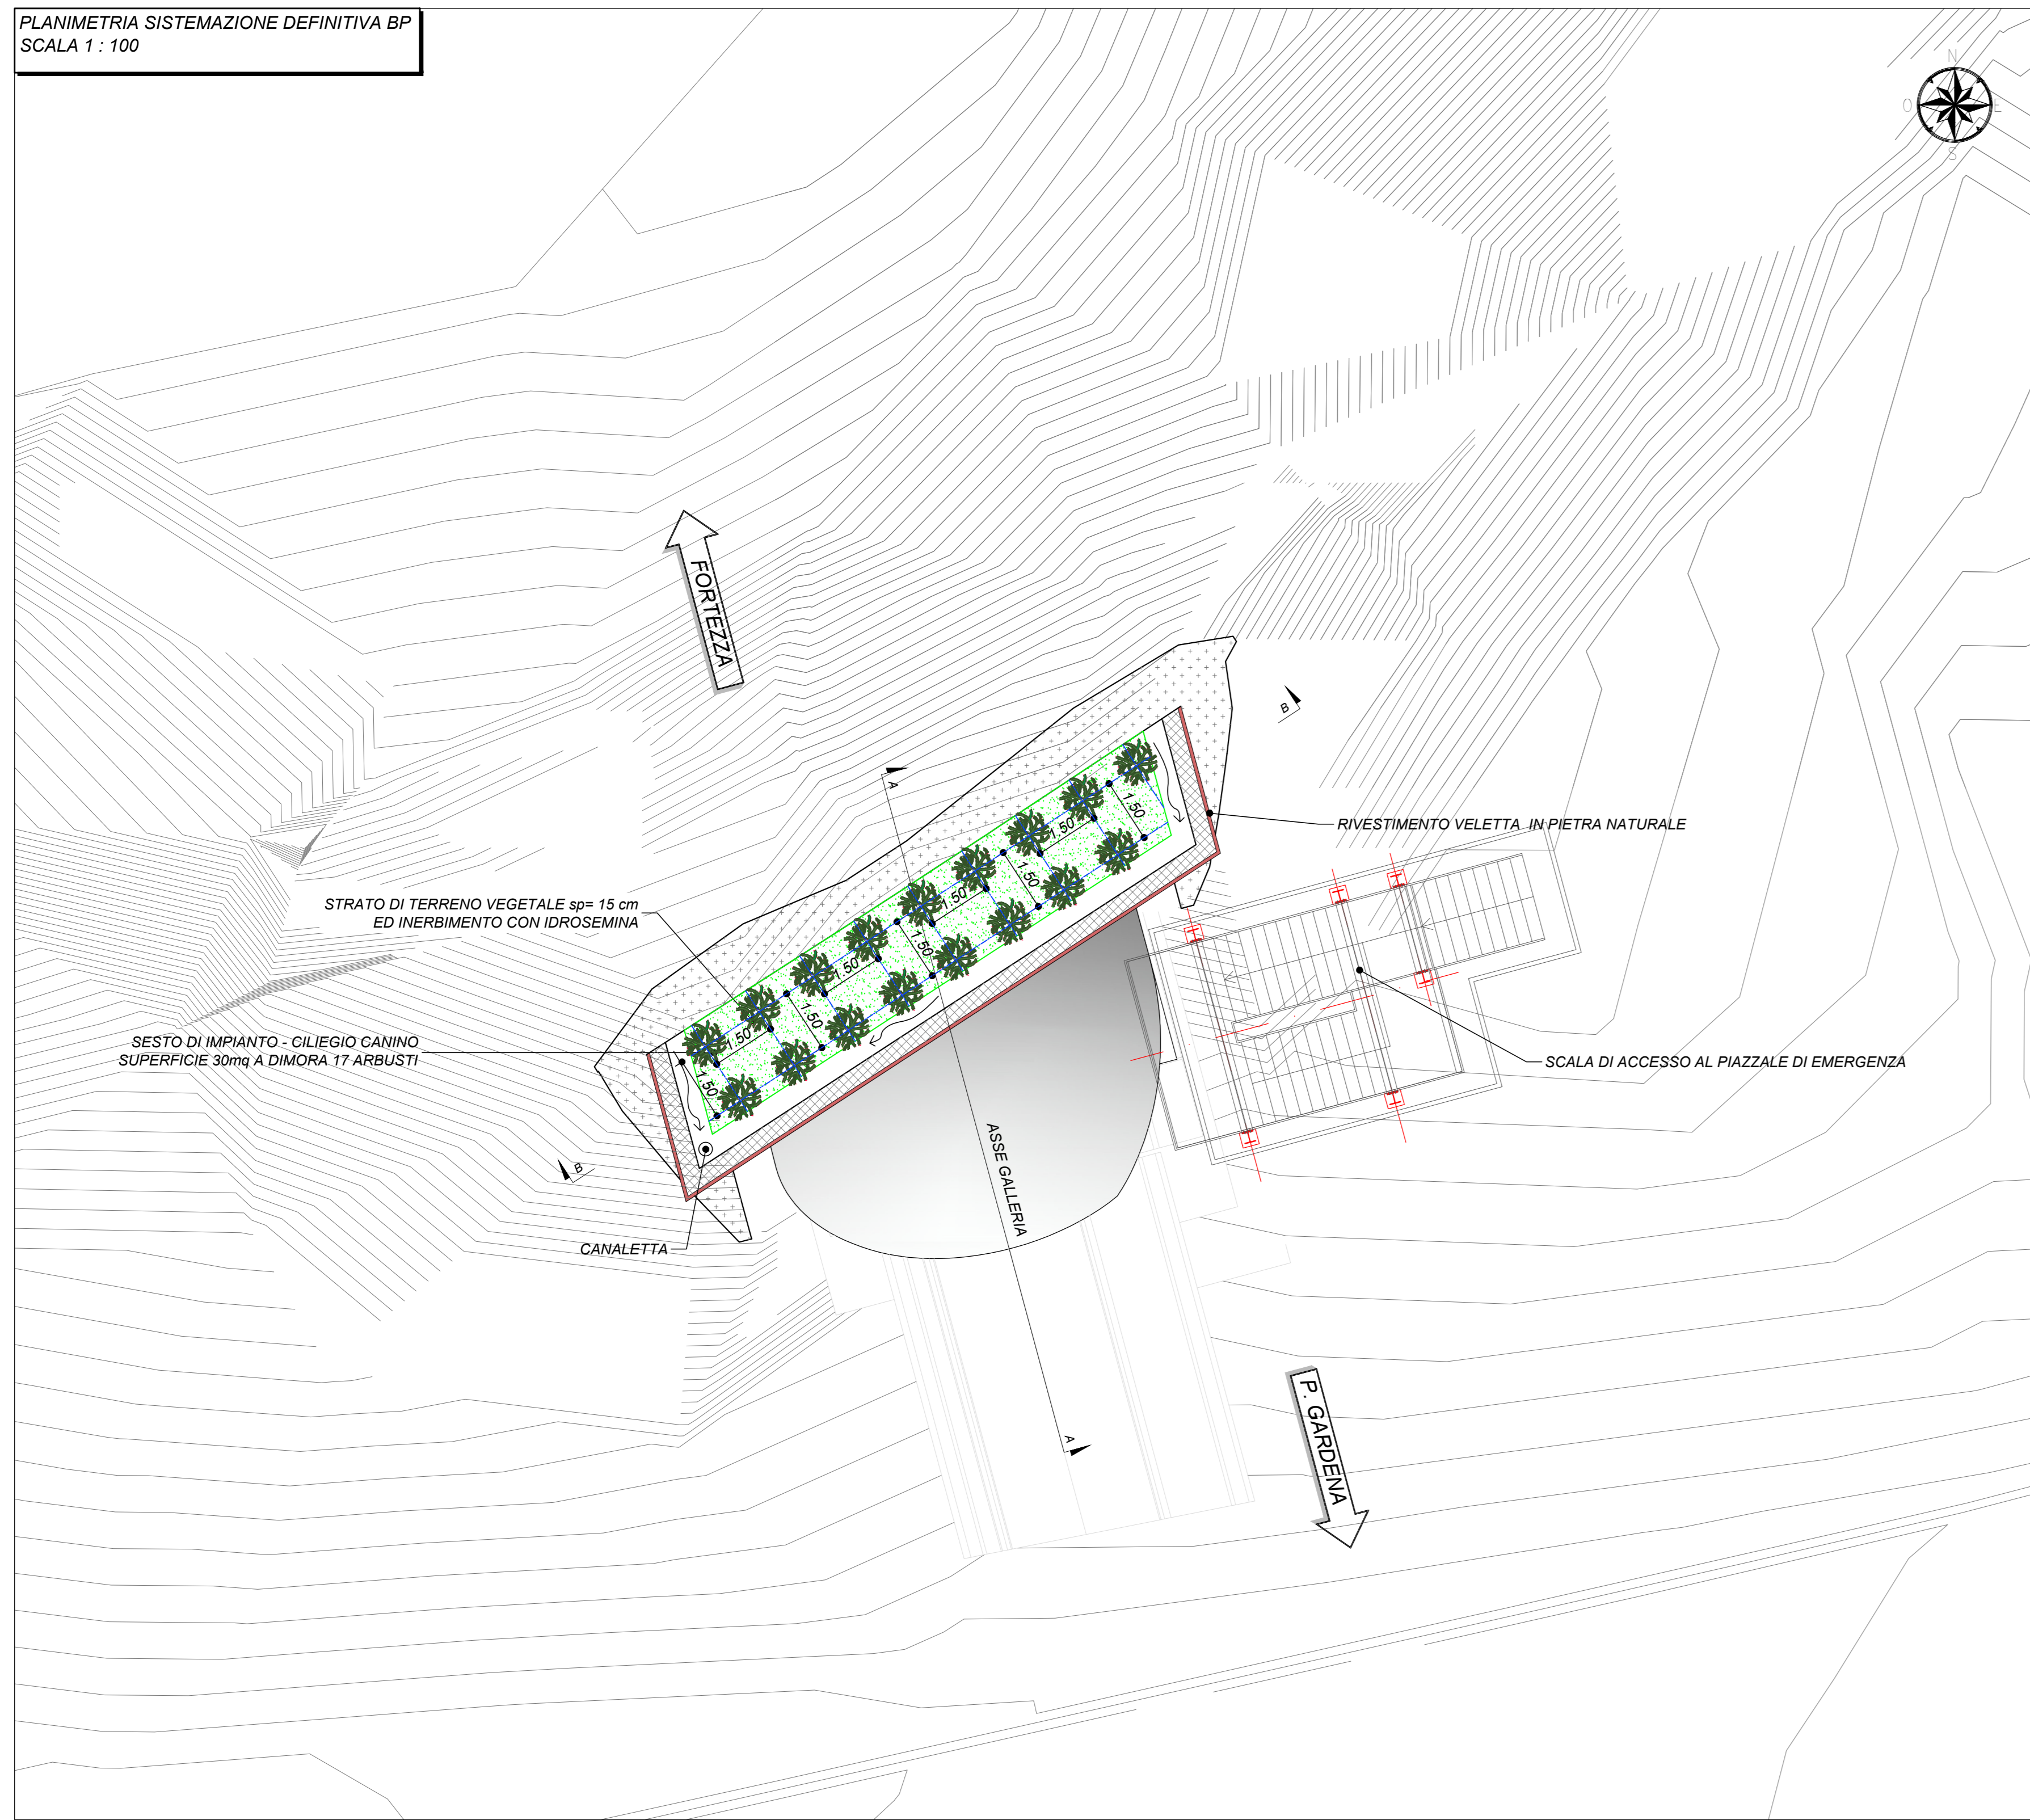 PLANIMETRIA SISTEMAZIONE DEFINITIVA BP
SCALA 1 : 100
N
O
E
S
FORTEZZA
B
A
1.50
1.50
1.50
1.50
1.50
1.50
1.50
1.50
1.50
1.50
RIVESTIMENTO VELETTA IN PIETRA NATURALE
STRATO DI TERRENO VEGETALE sp= 15 cm
ED INERBIMENTO CON IDROSEMINA
SESTO DI IMPIANTO - CILIEGIO CANINO
SUPERFICIE 30mq A DIMORA 17 ARBUSTI
SCALA DI ACCESSO AL PIAZZALE DI EMERGENZA
B
ASSE GALLERIA
CANALETTA
P. GARDENA
A